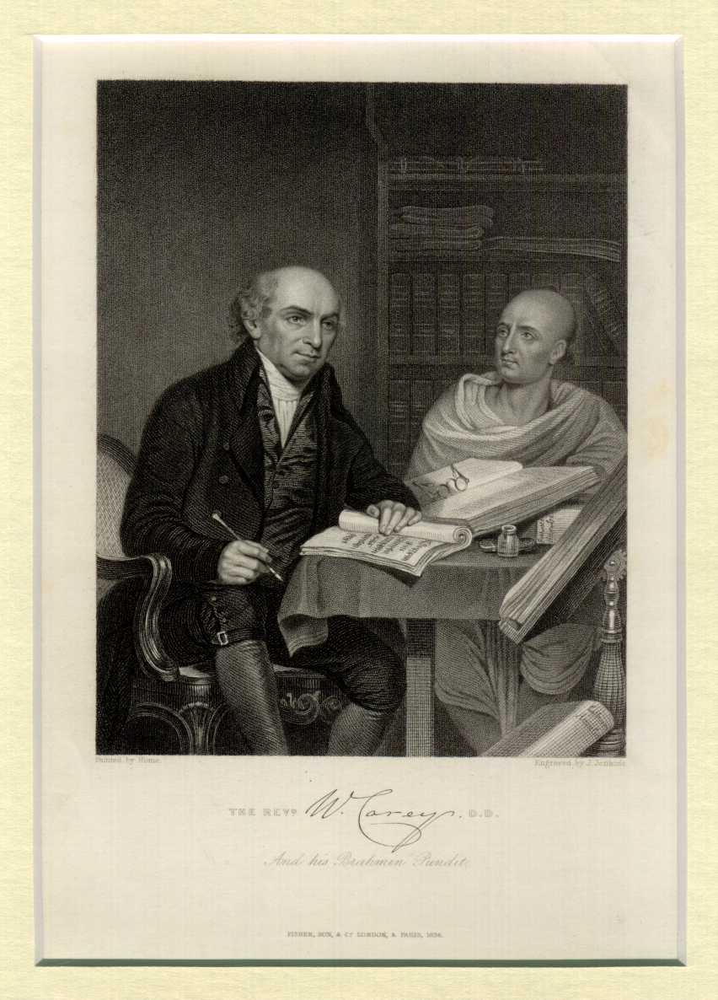 Painted by Home.
Engraved by J. Jenkins.
THE REVD. W. Carey. D.D.
And his Brahmin Pundit.
FISHER, SON, & CO. LONDON, & PARIS, 1836.